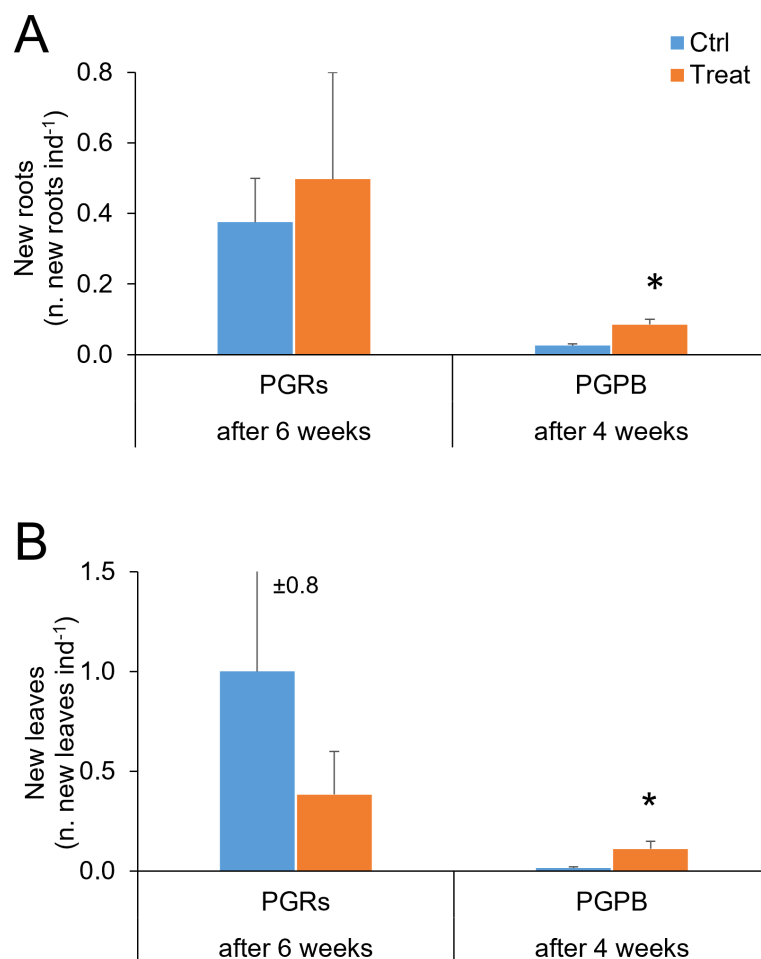 A
Ctrl
Treat
New roots
(n. new roots ind-1)
0.8
0.6
0.4
0.2
0.0
*
PGRs
PGPB
after 6 weeks
after 4 weeks
B
New leaves
(n. new leaves ind-1)
1.5
1.0
0.5
0.0
±0.8
*
PGRs
PGPB
after 6 weeks
after 4 weeks